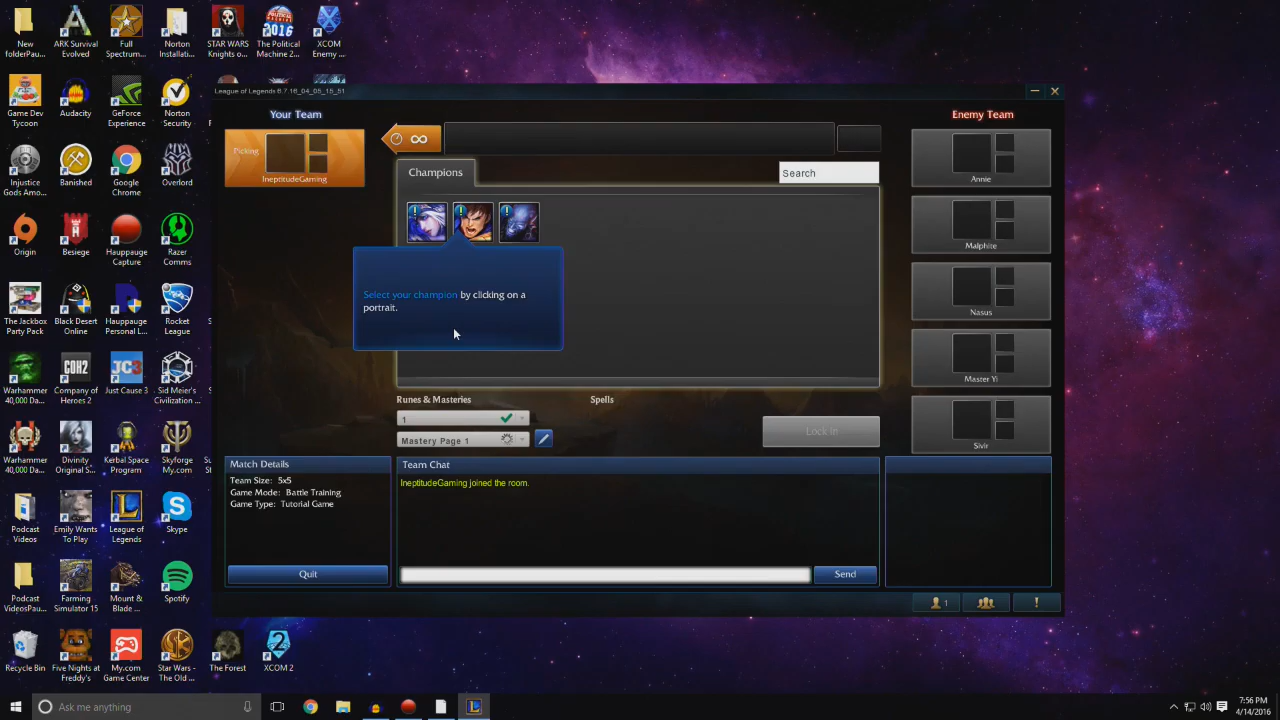 New
folderPau...
ARK Survival
Evolved
Full
Spectrum...
Norton
Installati...
STAR WARS
Knights o...
The Political
Machine 2...
XCOM
Enemy ...
Game Dev
Tycoon
Audacity
GeForce
Experience
Norton
Security
Injustice
Gods Amo...
Banished
Google
Chrome
Overlord
Origin
Besiege
Hauppauge
Capture
Razer
Comms
The Jackbox
Party Pack
Black Desert
Online
Hauppauge
Personal L...
Rocket
League
Warhammer
40,000 Da...
Company of
Heroes 2
Just Cause 3
Sid Meier's
Civilization ...
Warhammer
40,000 Da...
Divinity
Original S...
Kerbal Space
Program
Skyforge
My.com
Podcast
Videos
Emily Wants
To Play
League of
Legends
Skype
Podcast
VideosPau...
Farming
Simulator 15
Mount &
Blade ...
Spotify
Recycle Bin
Five Nights at
Freddy's
My.com
Game Center
Star Wars -
The Old ...
The Forest
XCOM 2
League of Legends 6.7.16_04_05_15_51
Your Team
Picking
IneptitudeGaming
∞
Champions
Search
Select your champion by clicking on a
portrait.
Runes & Masteries
Spells
1
Mastery Page 1
Lock In
Enemy Team
Annie
Malphite
Nasus
Master Yi
Sivir
Match Details
Team Size: 5x5
Game Mode: Battle Training
Game Type: Tutorial Game
Quit
Team Chat
IneptitudeGaming joined the room.
Send
1
Ask me anything
7:56 PM
4/14/2016